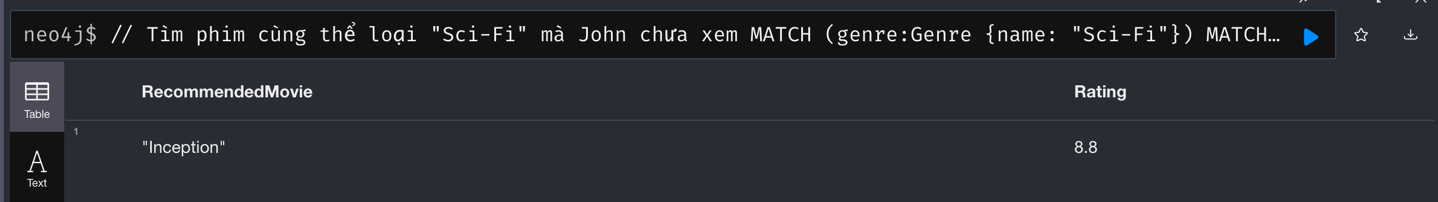 neo4j$ // Tìm phim cùng thể loại "Sci-Fi" mà John chưa xem MATCH (genre:Genre {name: "Sci-Fi"}) MATCH…
RecommendedMovie Rating
Table
1
"Inception" 8.8
A
Text